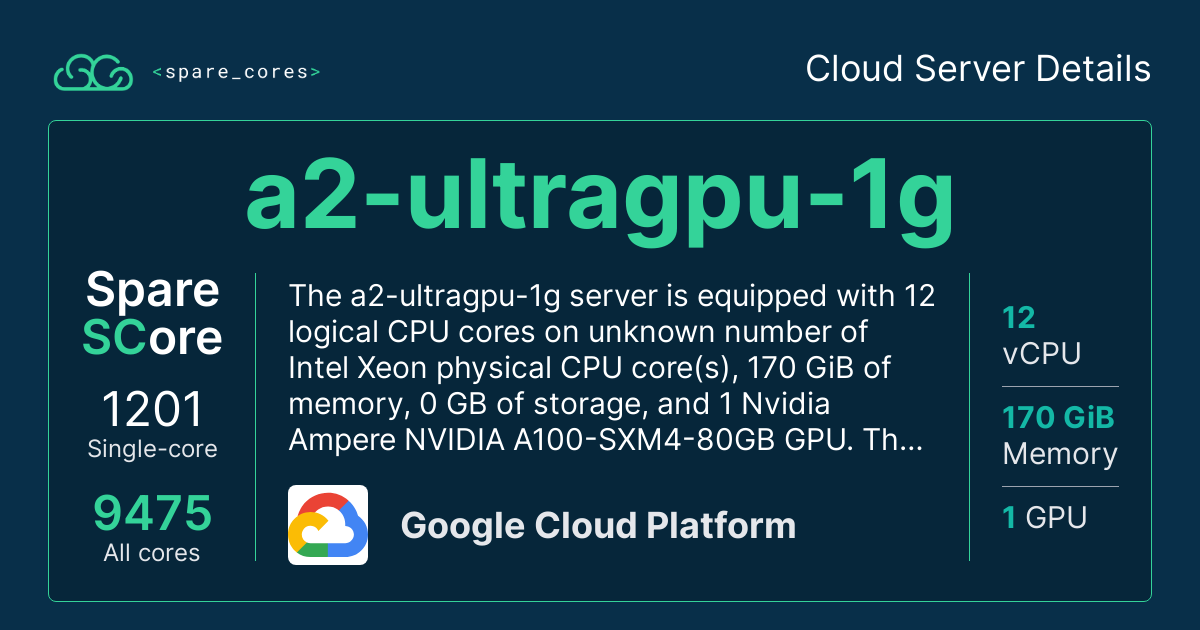 <spare_cores>
Cloud Server Details
a2-ultragpu-1g
Spare
SCore
1201
Single-core
9475
All cores
The a2-ultragpu-1g server is equipped with 12
logical CPU cores on unknown number of
Intel Xeon physical CPU core(s), 170 GiB of
memory, 0 GB of storage, and 1 Nvidia
Ampere NVIDIA A100-SXM4-80GB GPU. Th...
Google Cloud Platform
12
vCPU
170 GiB
Memory
1 GPU